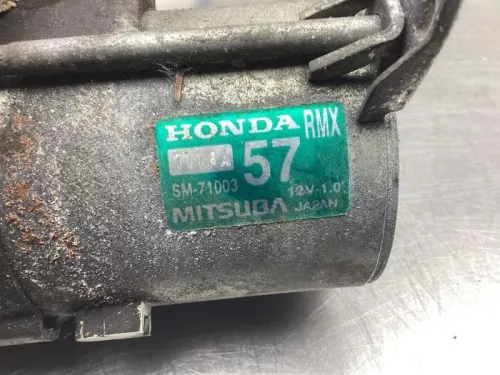 HONDA RMX
57
SM-71003 12V-1.0
MITSUBA JAPAN